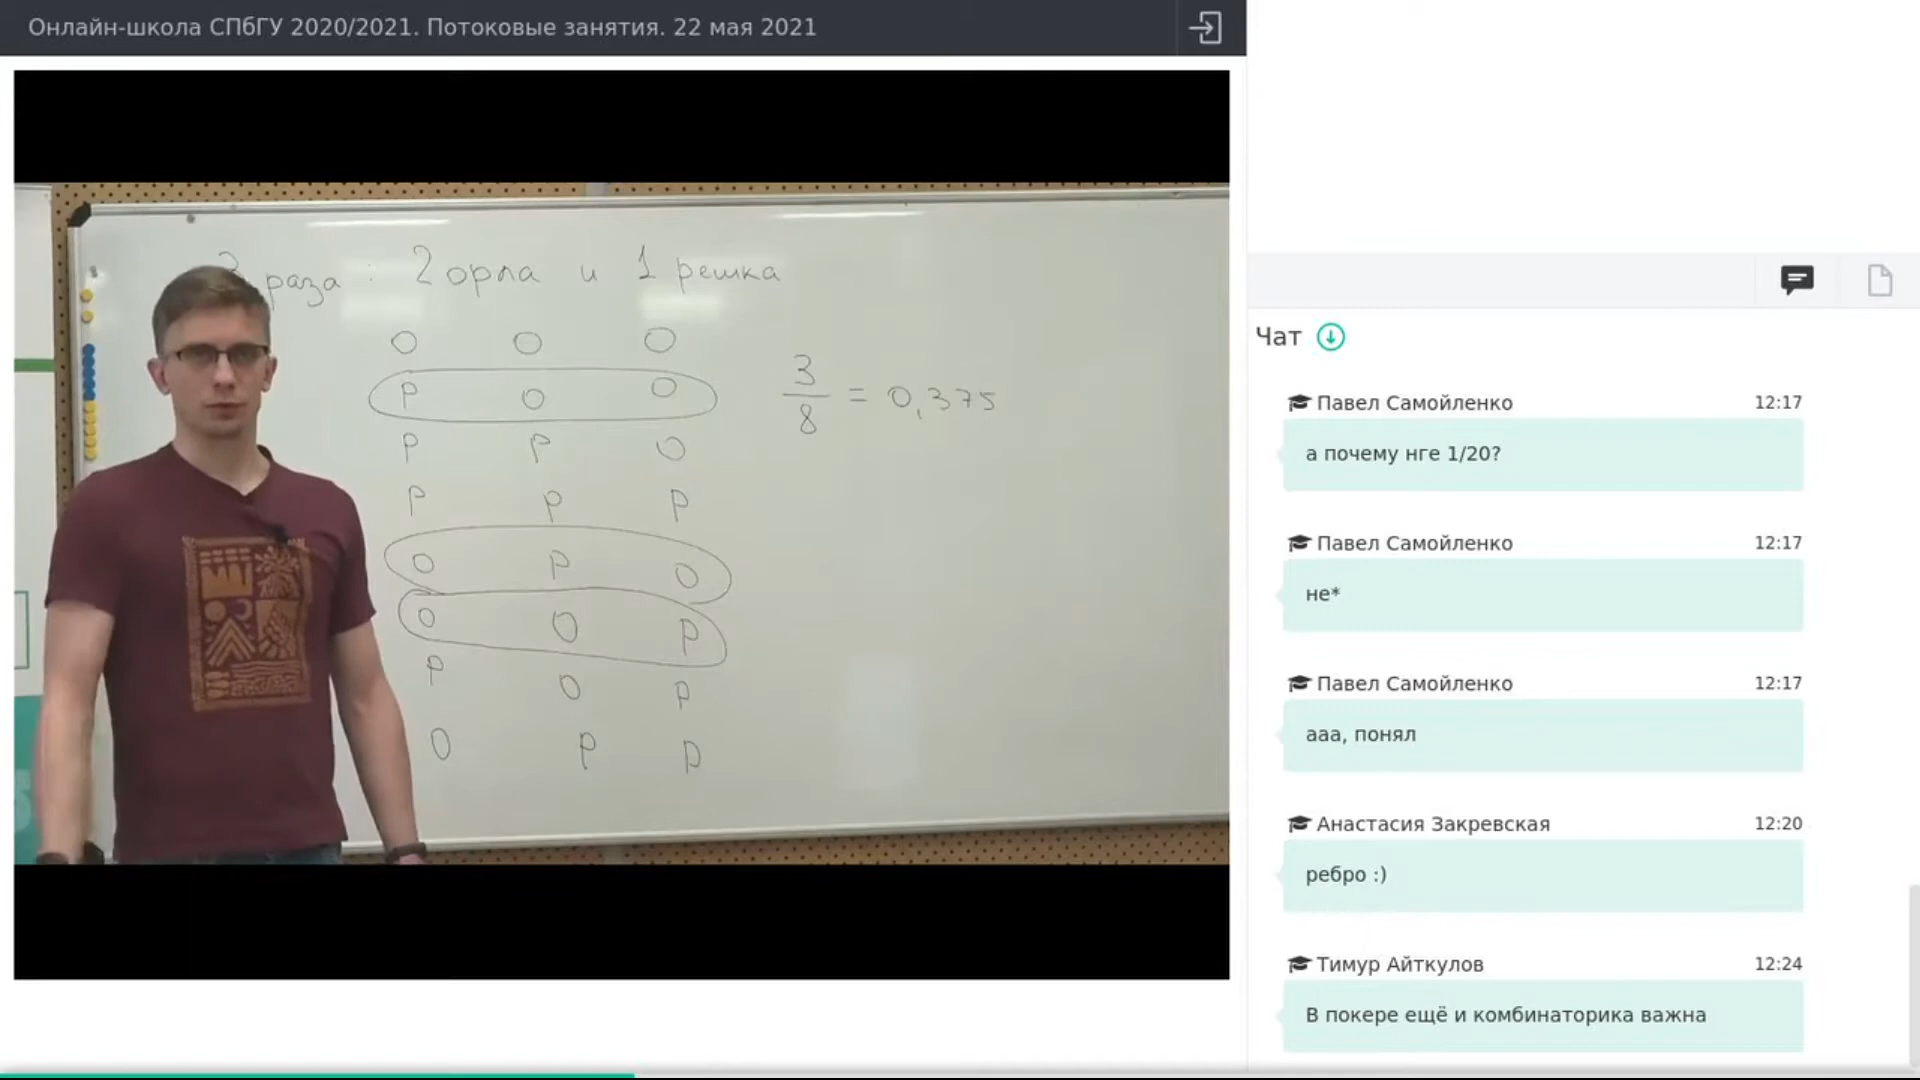 Онлайн-школа СПбГУ 2020/2021. Потоковые занятия. 22 мая 2021
3 раза : 2 орла и 1 решка
О О О
Р О О
3/8 = 0,375
Р Р О
Р Р Р
О Р О
О О Р
Р О Р
О Р Р
Чат
Павел Самойленко 12:17
а почему нге 1/20?
Павел Самойленко 12:17
не*
Павел Самойленко 12:17
ааа, понял
Анастасия Закревская 12:20
ребро :)
Тимур Айткулов 12:24
В покере ещё и комбинаторика важна